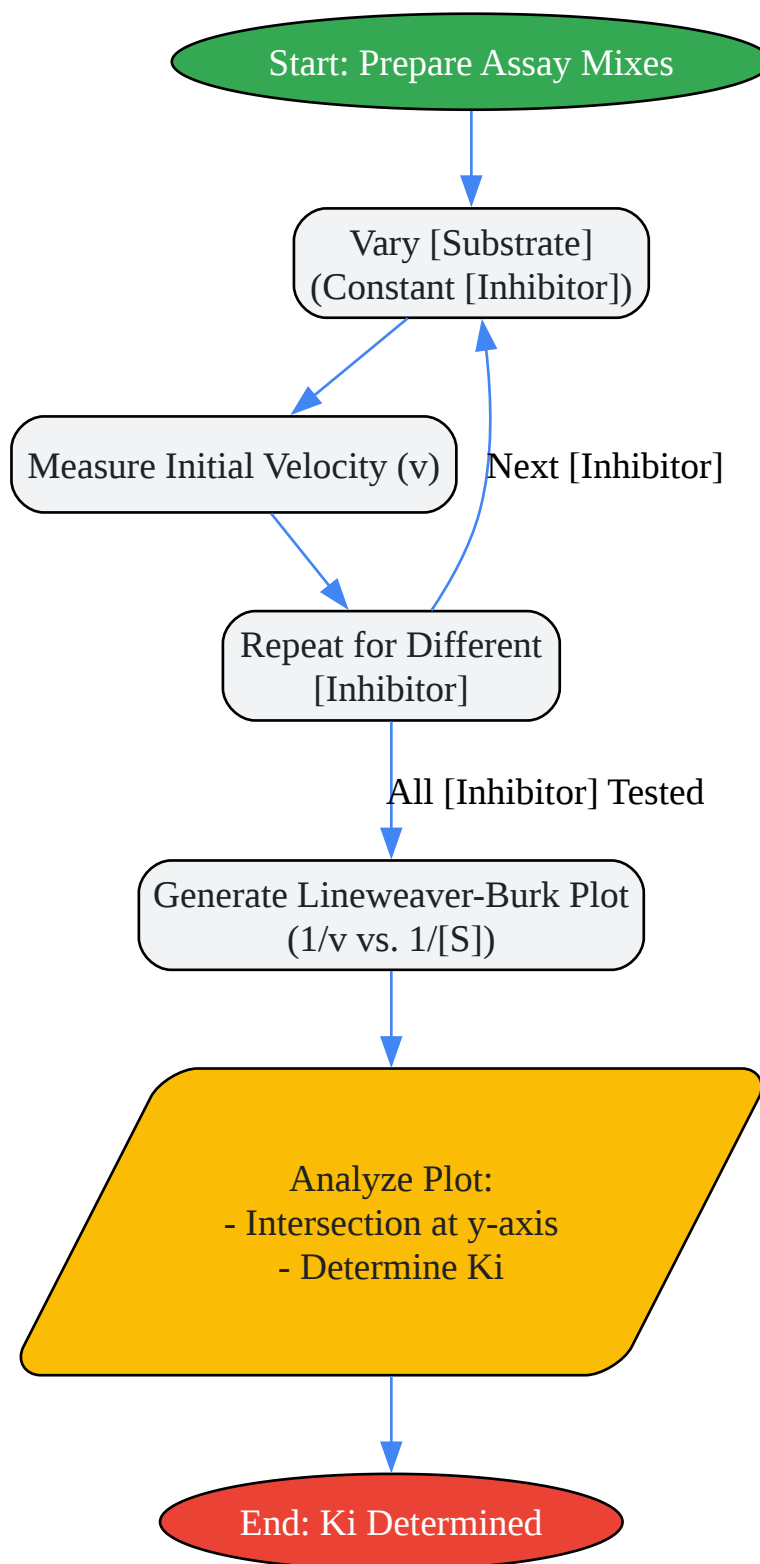 Start: Prepare Assay Mixes
Vary [Substrate]
(Constant [Inhibitor])
Measure Initial Velocity (v)
Next [Inhibitor]
Repeat for Different
[Inhibitor]
All [Inhibitor] Tested
Generate Lineweaver-Burk Plot
(1/v vs. 1/[S])
Analyze Plot:
- Intersection at y-axis
- Determine Ki
End: Ki Determined